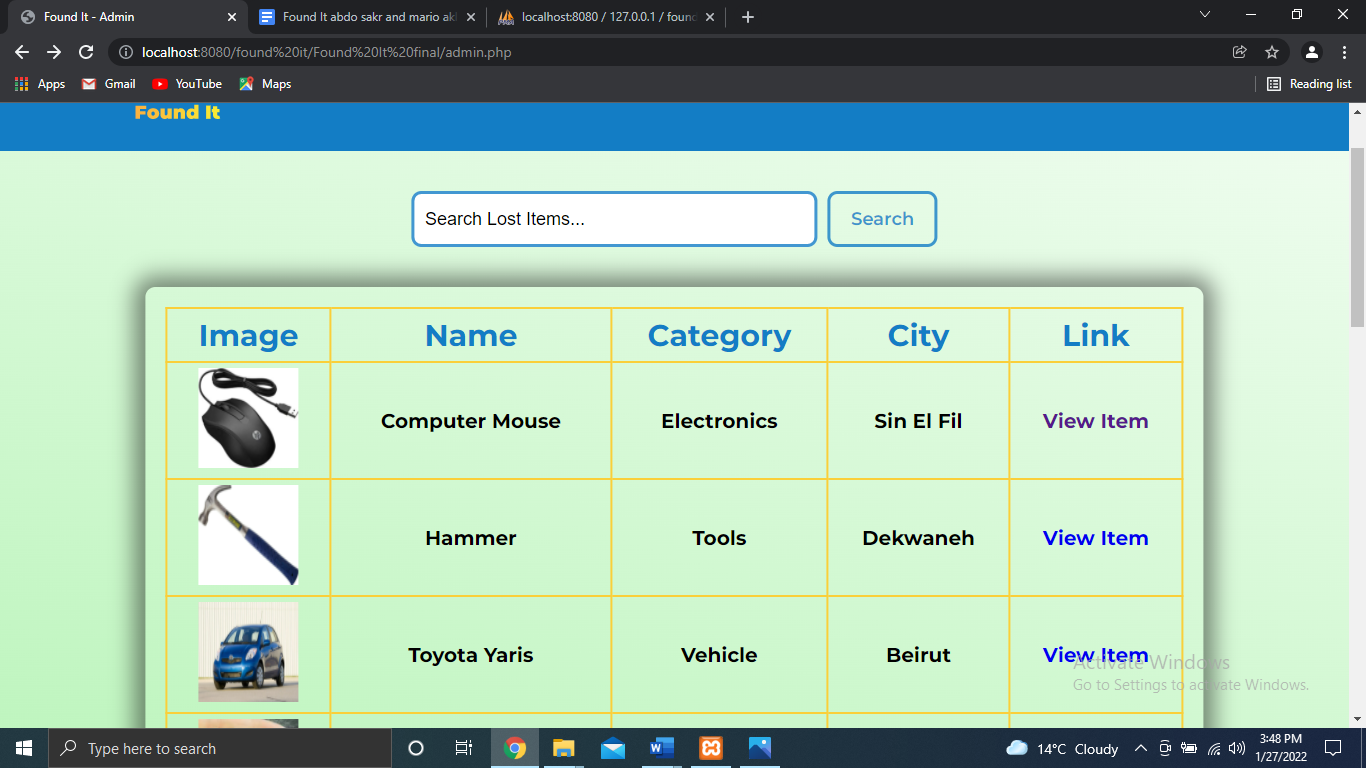 Found It - Admin
Found It abdo sakr and mario akl
localhost:8080 / 127.0.0.1 / found
localhost:8080/found%20it/Found%20It%20final/admin.php
Apps Gmail YouTube Maps Reading list
Found It
Search Lost Items... Search
Image Name Category City Link
Computer Mouse Electronics Sin El Fil View Item
Hammer Tools Dekwaneh View Item
Toyota Yaris Vehicle Beirut View Item
Activate Windows
Go to Settings to activate Windows.
Type here to search
14°C Cloudy
3:48 PM
1/27/2022